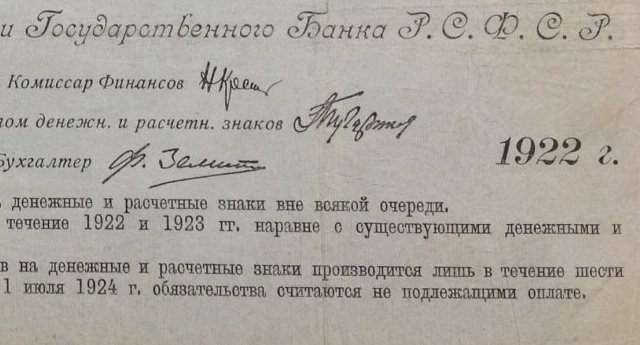 и Государственного Банка Р. С. Ф. С. Р.
Комиссар Финансов Н Крест
ом денежн. и расчетн. знаков
Бухгалтер
1922 г.
денежные и расчетные знаки вне всякой очереди.
течение 1922 и 1923 гг. наравне с существующими денежными и
в на денежные и расчетные знаки производится лишь в течение шести
1 июля 1924 г. обязательства считаются не подлежащими оплате.